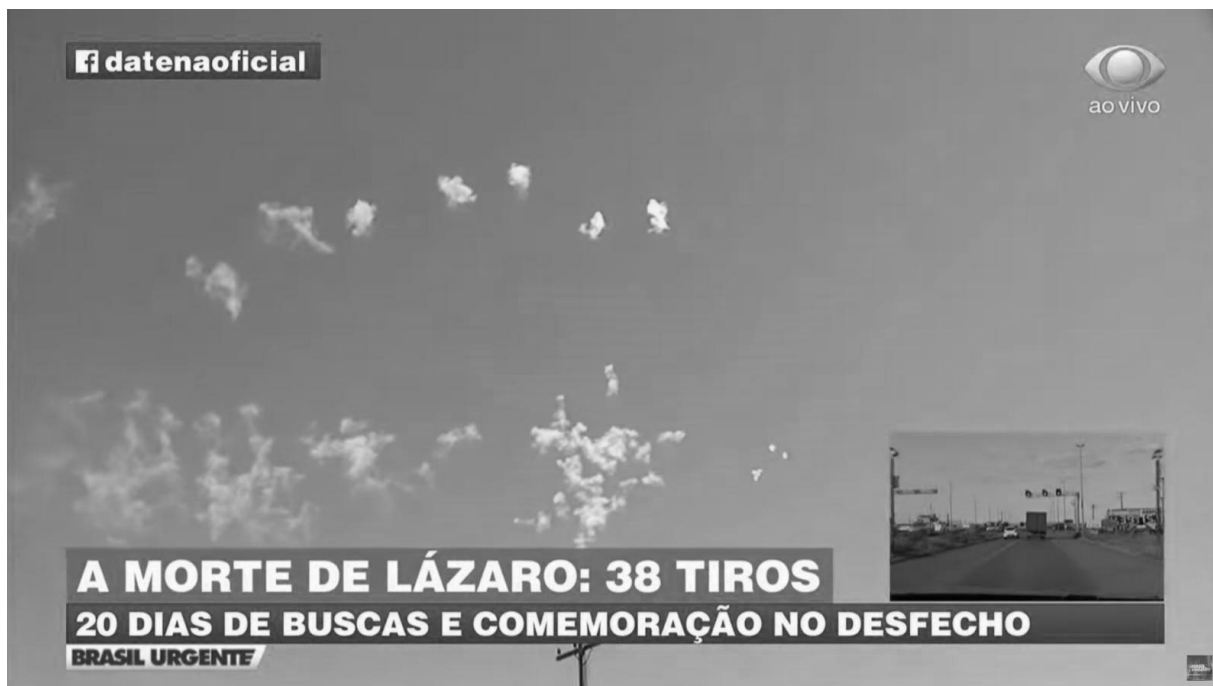 datenaoficial
ao vivo
A MORTE DE LÁZARO: 38 TIROS
20 DIAS DE BUSCAS E COMEMORAÇÃO NO DESFECHO
BRASIL URGENTE